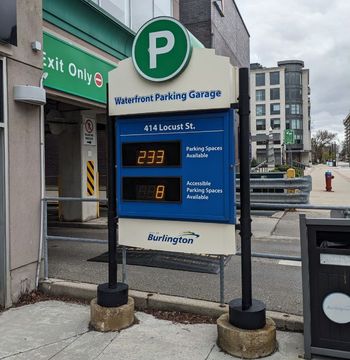 P
Exit Only
Waterfront Parking Garage
414 Locust St.
233
Parking Spaces
Available
8
Accessible
Parking Spaces
Available
Burlington